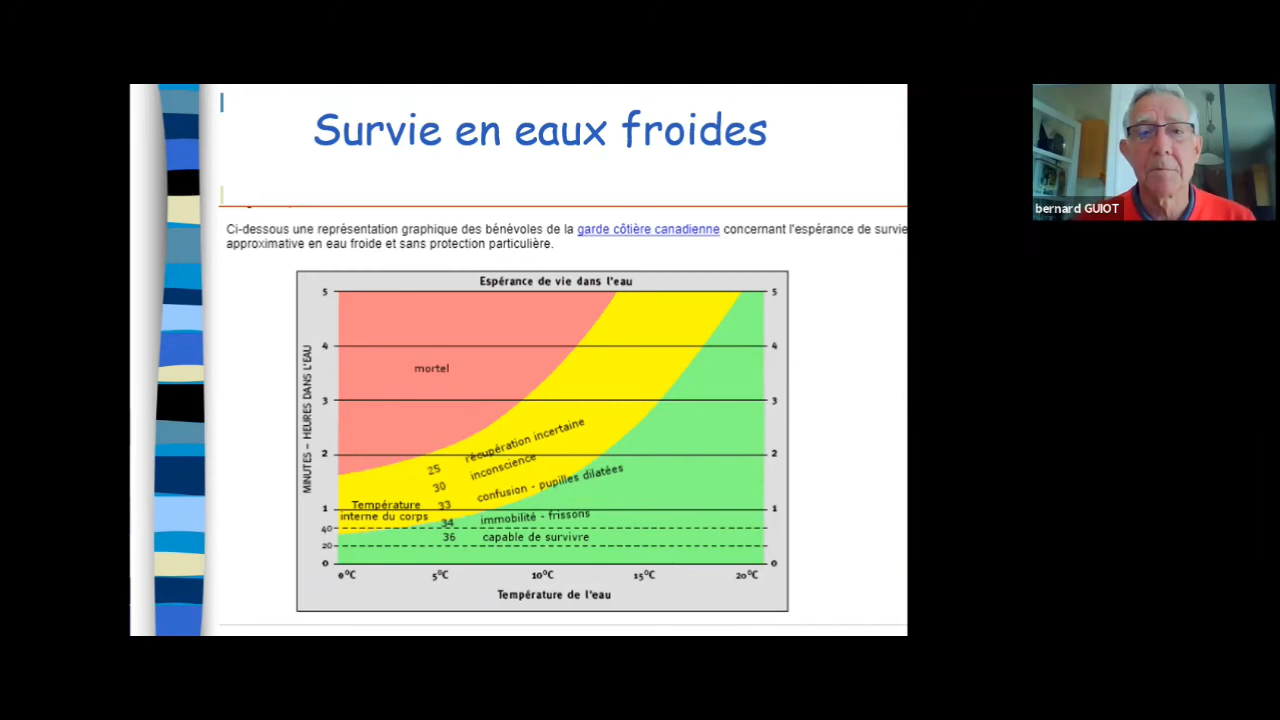 Survie en eaux froides
bernard GUIOT
Ci-dessous une représentation graphique des bénévoles de la garde côtière canadienne concernant l'espérance de survie
approximative en eau froide et sans protection particulière.
Espérance de vie dans l'eau
MINUTES – HEURES DANS L'EAU
5
5
4
4
mortel
3
3
récupération incertaine
2
2
25
inconscience
30
confusion - pupilles dilatées
Température
33
1
1
interne du corps
34
immobilité - frissons
40
36
capable de survivre
20
0
0
0°C
5°C
10°C
15°C
20°C
Température de l'eau